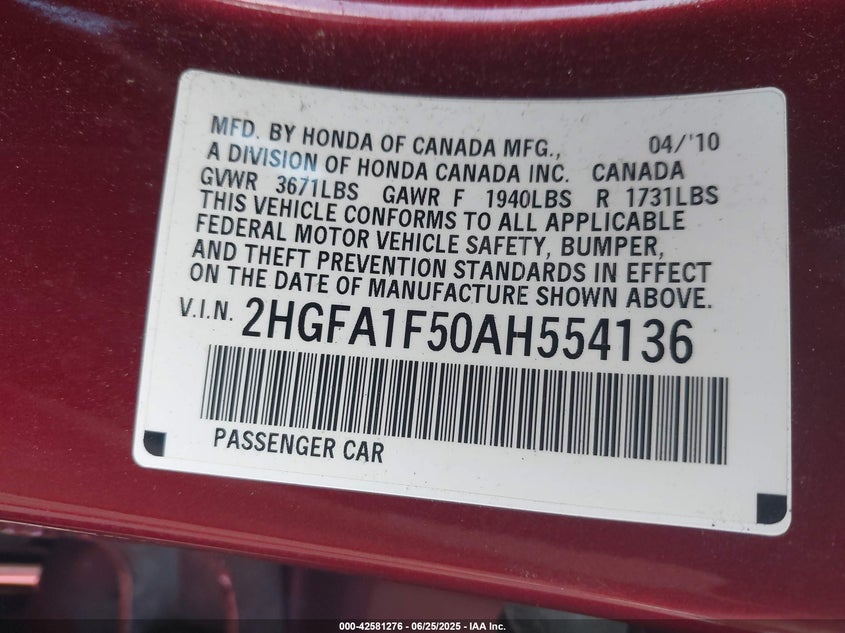 MFD. BY HONDA OF CANADA MFG., 04/'10
A DIVISION OF HONDA CANADA INC. CANADA
GVWR 3671LBS GAWR F 1940LBS R 1731LBS
THIS VEHICLE CONFORMS TO ALL APPLICABLE
FEDERAL MOTOR VEHICLE SAFETY, BUMPER,
AND THEFT PREVENTION STANDARDS IN EFFECT
ON THE DATE OF MANUFACTURE SHOWN ABOVE.
V.I.N. 2HGFA1F50AH554136
PASSENGER CAR
000-42581276 - 06/25/2025 - IAA Inc.